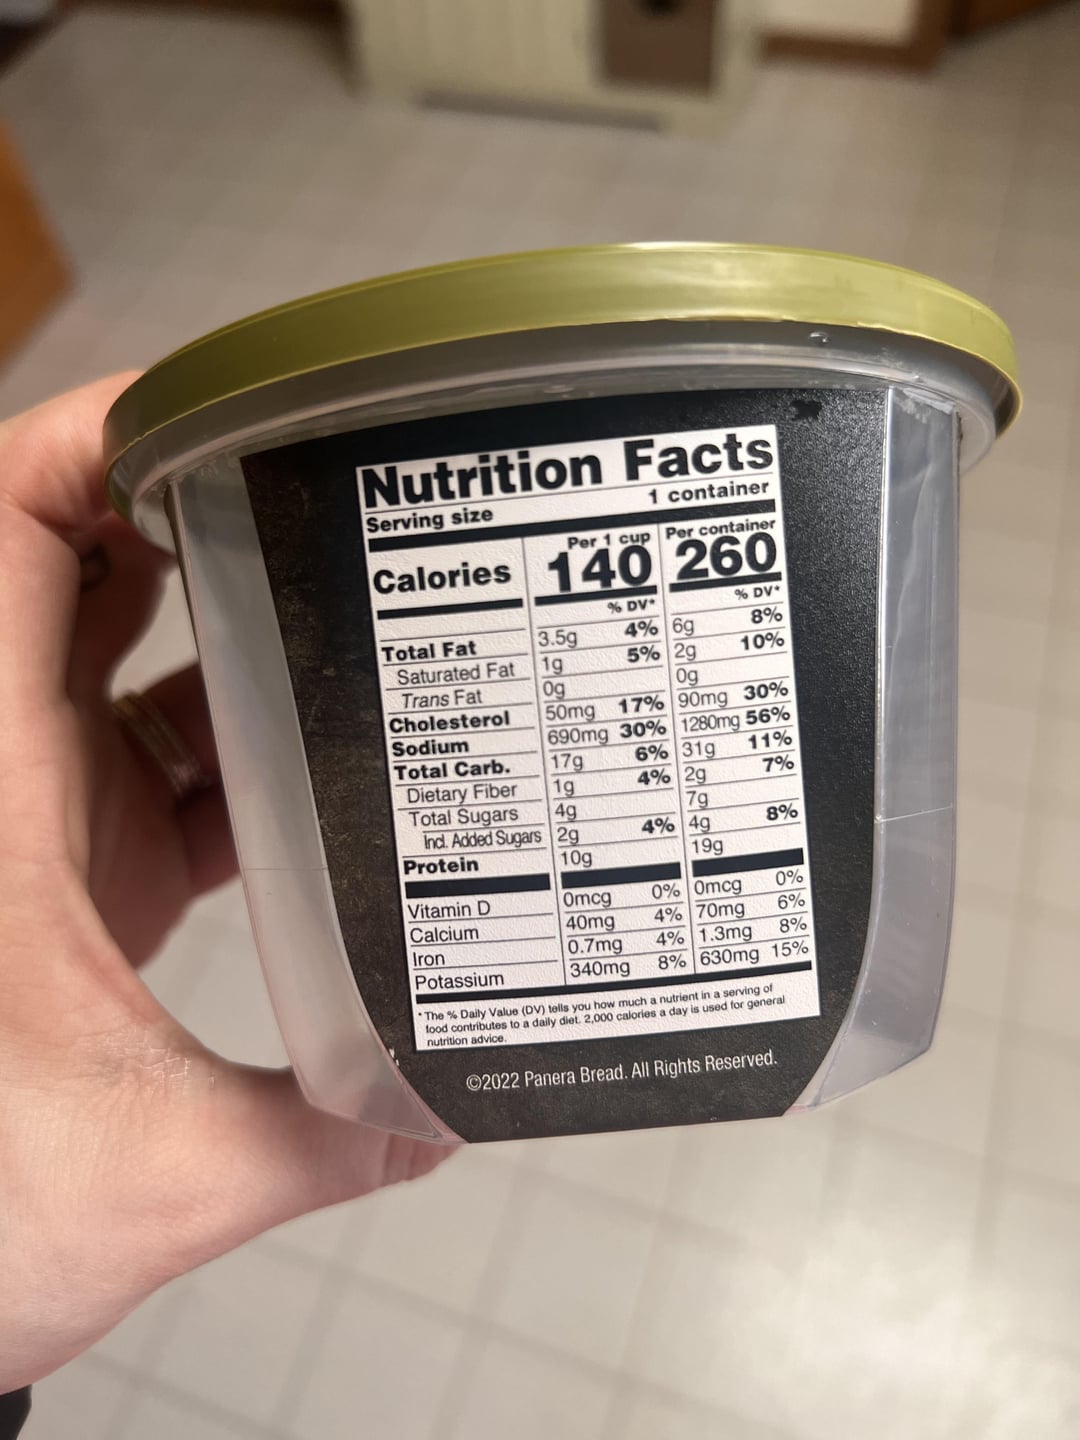 Nutrition Facts
Serving size 1 container
Calories Per 1 cup 140 Per container 260
% DV* % DV*
Total Fat 3.5g 4% 6g 8%
Saturated Fat 1g 5% 2g 10%
Trans Fat 0g 0g
Cholesterol 50mg 17% 90mg 30%
Sodium 690mg 30% 1280mg 56%
Total Carb. 17g 6% 31g 11%
Dietary Fiber 1g 4% 2g 7%
Total Sugars 4g 7g
Incl. Added Sugars 2g 4% 4g 8%
Protein 10g 19g
Vitamin D 0mcg 0% 0mcg 0%
Calcium 40mg 4% 70mg 6%
Iron 0.7mg 4% 1.3mg 8%
Potassium 340mg 8% 630mg 15%
* The % Daily Value (DV) tells you how much a nutrient in a serving of
food contributes to a daily diet. 2,000 calories a day is used for general
nutrition advice.
©2022 Panera Bread. All Rights Reserved.